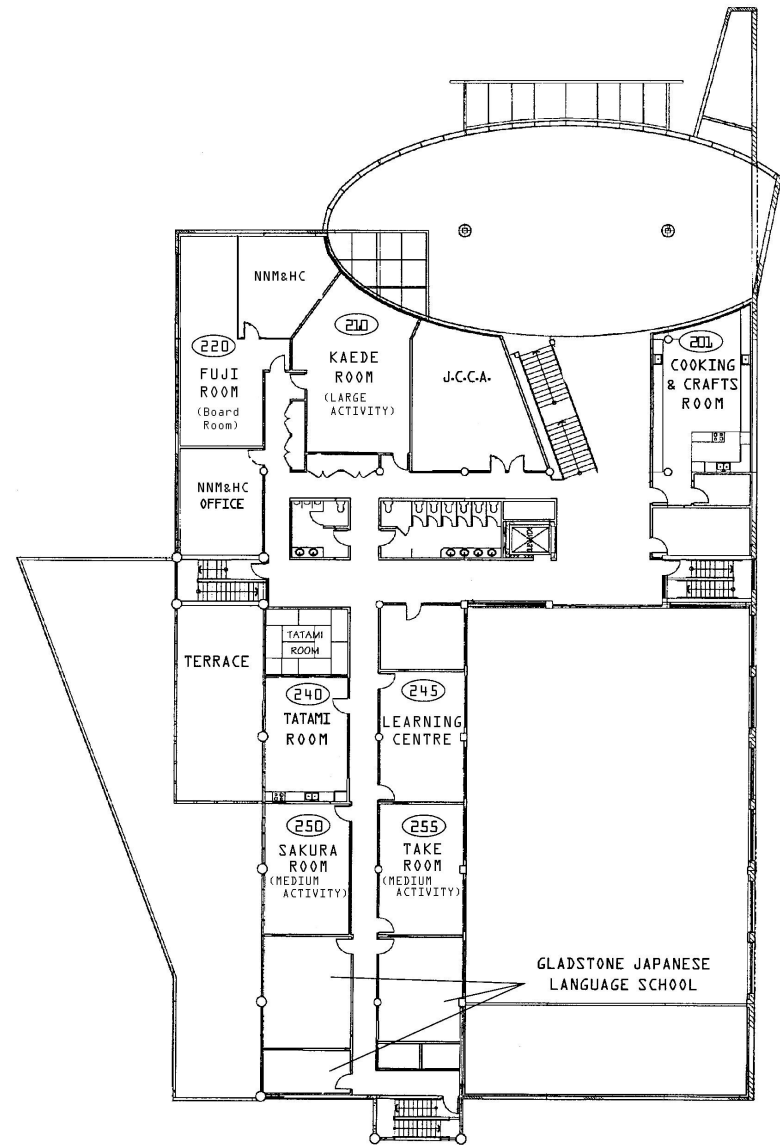 NNM&HC
220
FUJI
ROOM
(Board
Room)
210
KAEDE
ROOM
(LARGE
ACTIVITY)
J.C.C.A.
201
COOKING
& CRAFTS
ROOM
NNM&HC
OFFICE
ELEVATOR
TERRACE
TATAMI
ROOM
240
TATAMI
ROOM
245
LEARNING
CENTRE
250
SAKURA
ROOM
(MEDIUM
ACTIVITY)
255
TAKE
ROOM
(MEDIUM
ACTIVITY)
GLADSTONE JAPANESE
LANGUAGE SCHOOL